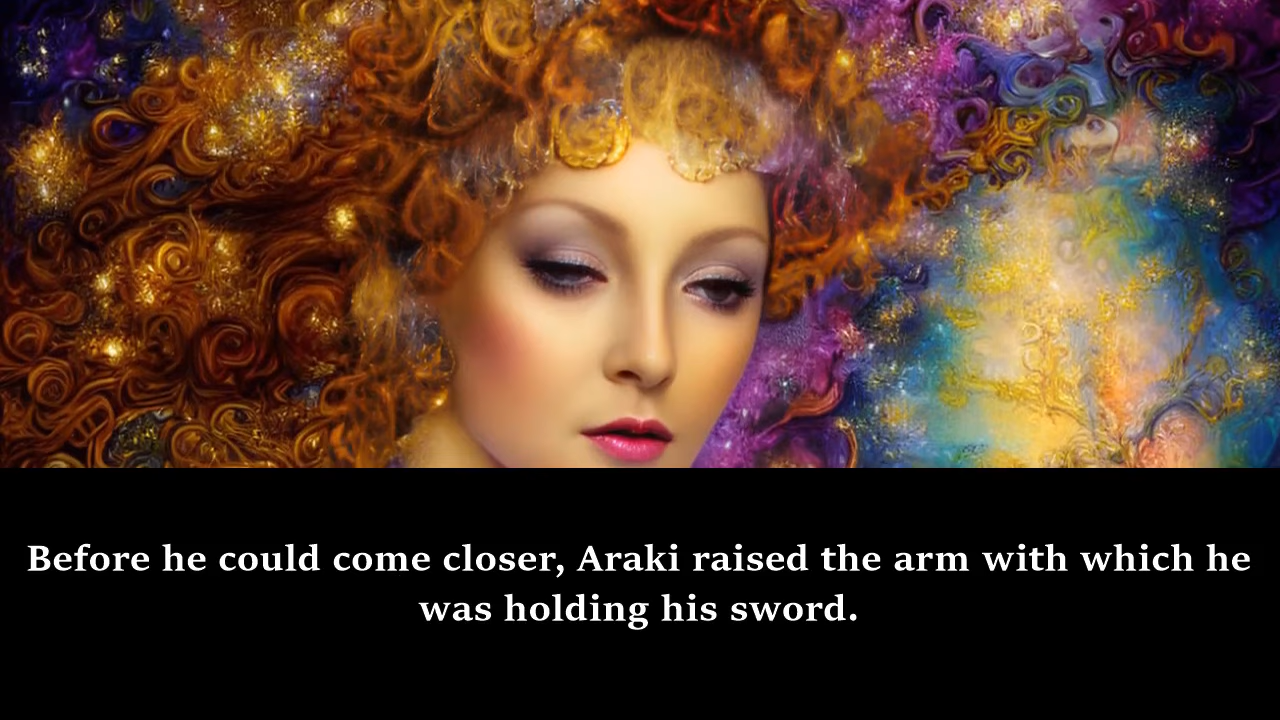 Before he could come closer, Araki raised the arm with which he
was holding his sword.